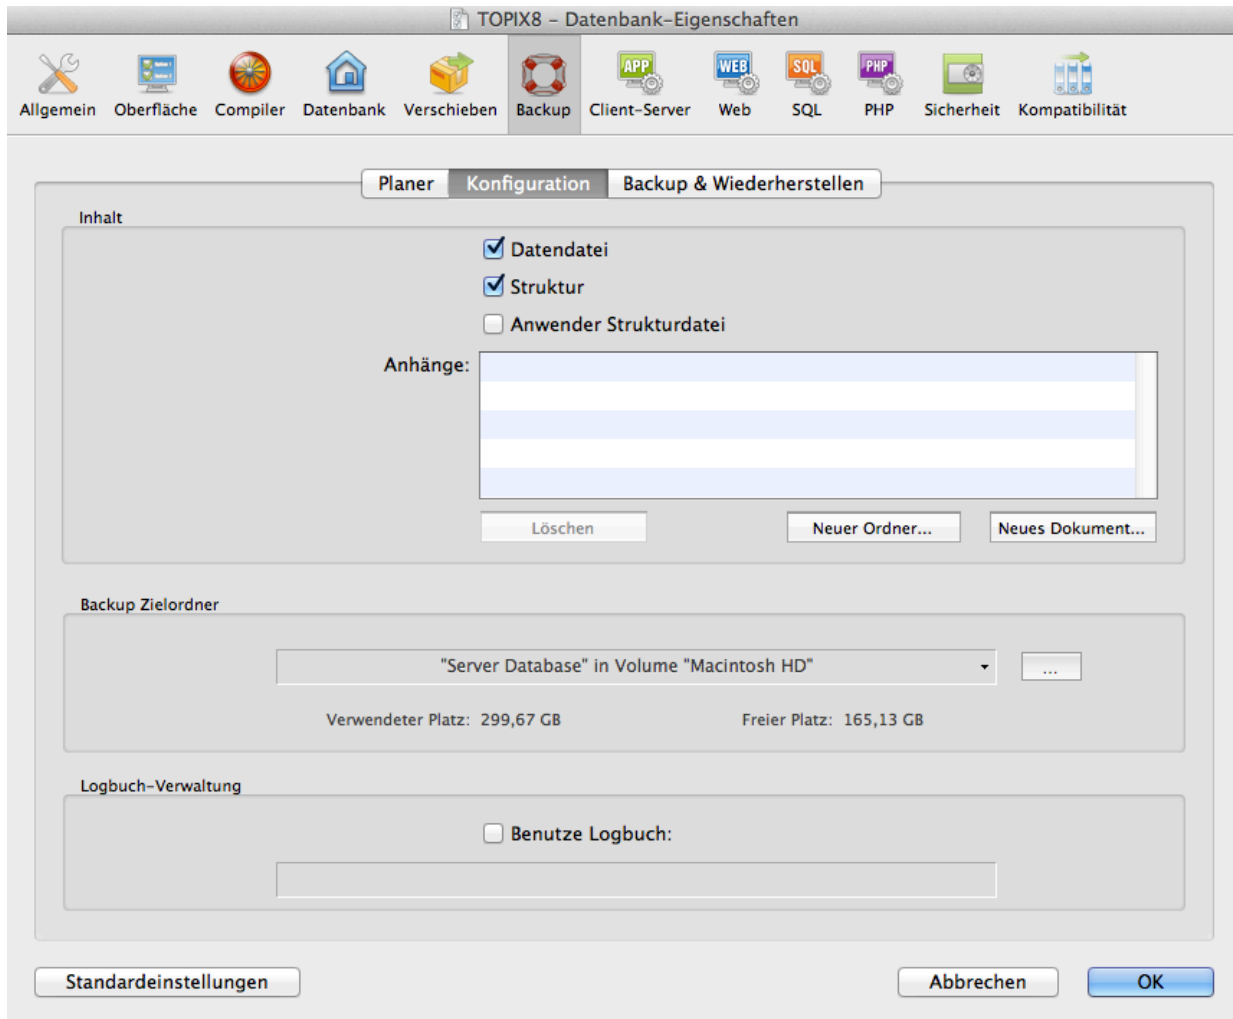 TOPIX8 – Datenbank-Eigenschaften
Allgemein Oberfläche Compiler Datenbank Verschieben Backup APP Client-Server WEB Web SQL SQL PHP PHP Sicherheit Kompatibilität
Planer Konfiguration Backup & Wiederherstellen
Inhalt
Datendatei
Struktur
Anwender Strukturdatei
Anhänge:
Löschen Neuer Ordner... Neues Dokument...
Backup Zielordner
"Server Database" in Volume "Macintosh HD" ...
Verwendeter Platz: 299,67 GB Freier Platz: 165,13 GB
Logbuch-Verwaltung
Benutze Logbuch:
Standardeinstellungen Abbrechen OK